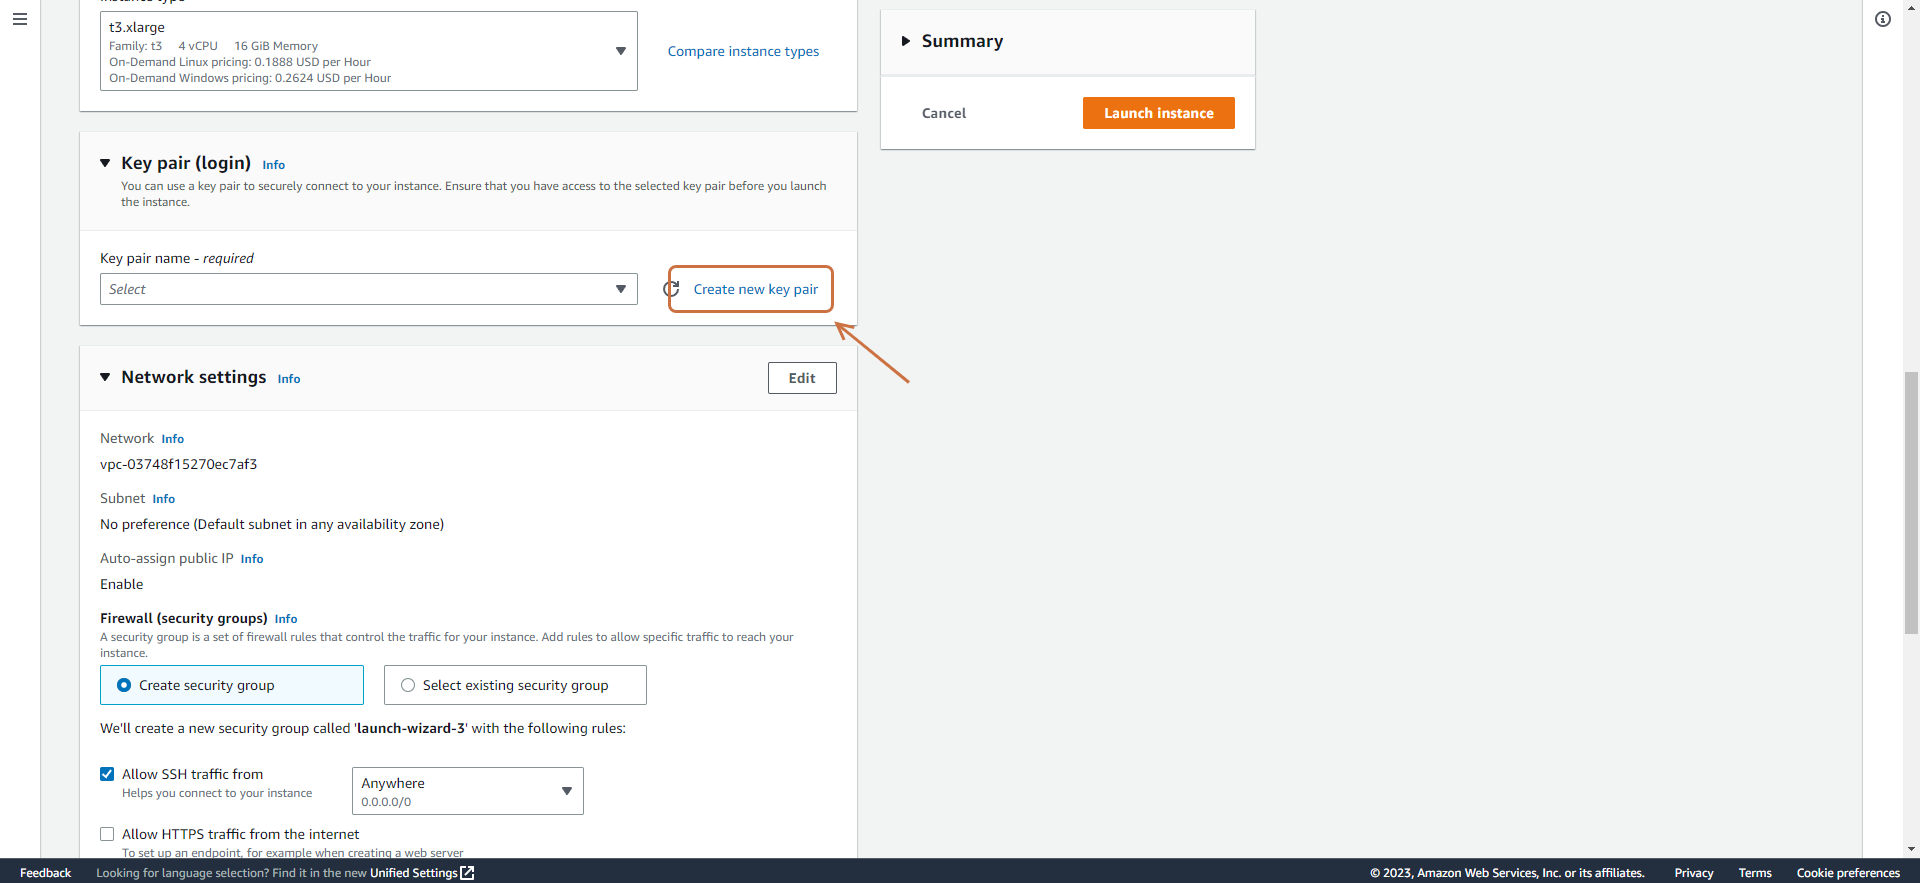 Instance type
t3.xlarge
Family: t3 4 vCPU 16 GiB Memory
On-Demand Linux pricing: 0.1888 USD per Hour
On-Demand Windows pricing: 0.2624 USD per Hour
Compare instance types
Summary
Cancel
Launch instance
Key pair (login) Info
You can use a key pair to securely connect to your instance. Ensure that you have access to the selected key pair before you launch
the instance.
Key pair name - required
Select
Create new key pair
Network settings Info
Edit
Network Info
vpc-03748f15270ec7af3
Subnet Info
No preference (Default subnet in any availability zone)
Auto-assign public IP Info
Enable
Firewall (security groups) Info
A security group is a set of firewall rules that control the traffic for your instance. Add rules to allow specific traffic to reach your
instance.
Create security group
Select existing security group
We'll create a new security group called 'launch-wizard-3' with the following rules:
Allow SSH traffic from
Helps you connect to your instance
Anywhere
0.0.0.0/0
Allow HTTPS traffic from the internet
To set up an endpoint, for example when creating a web server
Feedback
Looking for language selection? Find it in the new Unified Settings
© 2023, Amazon Web Services, Inc. or its affiliates.
Privacy
Terms
Cookie preferences